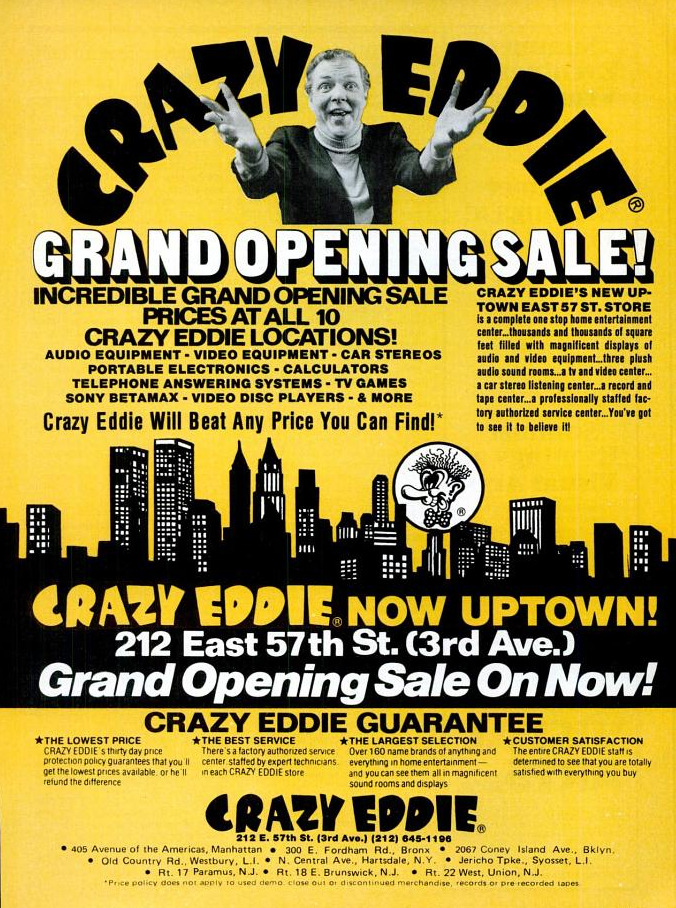 CRAZY EDDIE®
GRAND OPENING SALE!
INCREDIBLE GRAND OPENING SALE
PRICES AT ALL 10
CRAZY EDDIE LOCATIONS!
AUDIO EQUIPMENT - VIDEO EQUIPMENT - CAR STEREOS
PORTABLE ELECTRONICS - CALCULATORS
TELEPHONE ANSWERING SYSTEMS - TV GAMES
SONY BETAMAX - VIDEO DISC PLAYERS - & MORE
Crazy Eddie Will Beat Any Price You Can Find!*
CRAZY EDDIE'S NEW UP-
TOWN EAST 57 ST. STORE
is a complete one stop home entertainment
center...thousands and thousands of square
feet filled with magnificent displays of
audio and video equipment...three plush
audio sound rooms...a tv and video center...
a car stereo listening center...a record and
tape center...a professionally staffed fac-
tory authorized service center...You've got
to see it to believe it!
®
CRAZY EDDIE® NOW UPTOWN!
212 East 57th St. (3rd Ave.)
Grand Opening Sale On Now!
CRAZY EDDIE GUARANTEE
★THE LOWEST PRICE
CRAZY EDDIE's thirty day price
protection policy guarantees that you'll
get the lowest prices available, or he'll
refund the difference
★THE BEST SERVICE
There's a factory authorized service
center, staffed by expert technicians
in each CRAZY EDDIE store
★THE LARGEST SELECTION
Over 160 name brands of anything and
everything in home entertainment—
and you can see them all in magnificent
sound rooms and displays
★CUSTOMER SATISFACTION
The entire CRAZY EDDIE staff is
determined to see that you are totally
satisfied with everything you buy
CRAZY EDDIE®
212 E. 57th St. (3rd Ave.) (212) 645-1196
● 405 Avenue of the Americas, Manhattan ● 300 E. Fordham Rd., Bronx ● 2067 Coney Island Ave., Bklyn.
● Old Country Rd., Westbury, L.I. ● N. Central Ave., Hartsdale, N.Y. ● Jericho Tpke., Syosset, L.I.
● Rt. 17 Paramus, N.J. ● Rt. 18 E. Brunswick, N.J. ● Rt. 22 West, Union, N.J.
*Price policy does not apply to used demo, close out or discontinued merchandise, records or pre-recorded tapes.